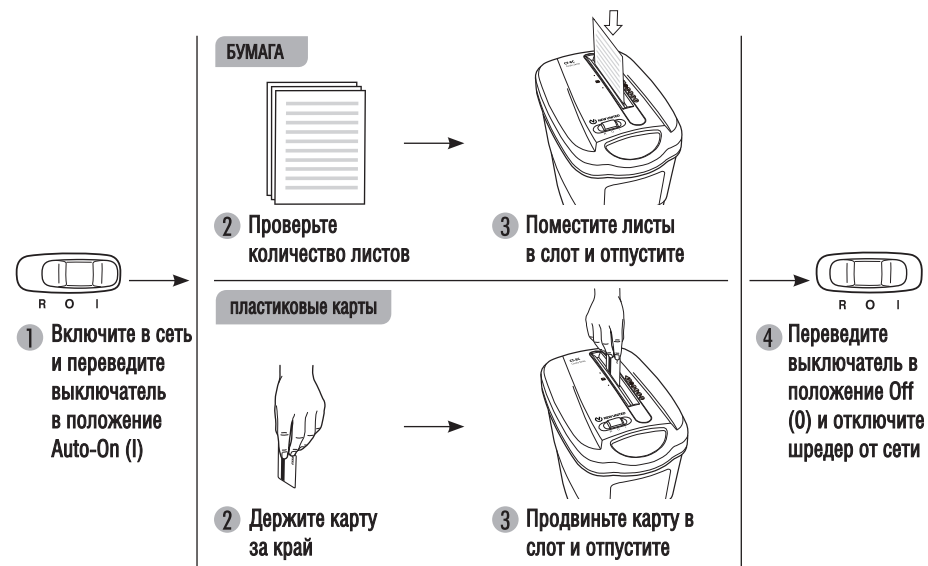 R O I
1 Включите в сеть
и переведите
выключатель
в положение
Auto-On (I)
БУМАГА
2 Проверьте
количество листов
3 Поместите листы
в слот и отпустите
пластиковые карты
2 Держите карту
за край
3 Продвиньте карту в
слот и отпустите
R O I
4 Переведите
выключатель в
положение Off
(0) и отключите
шредер от сети